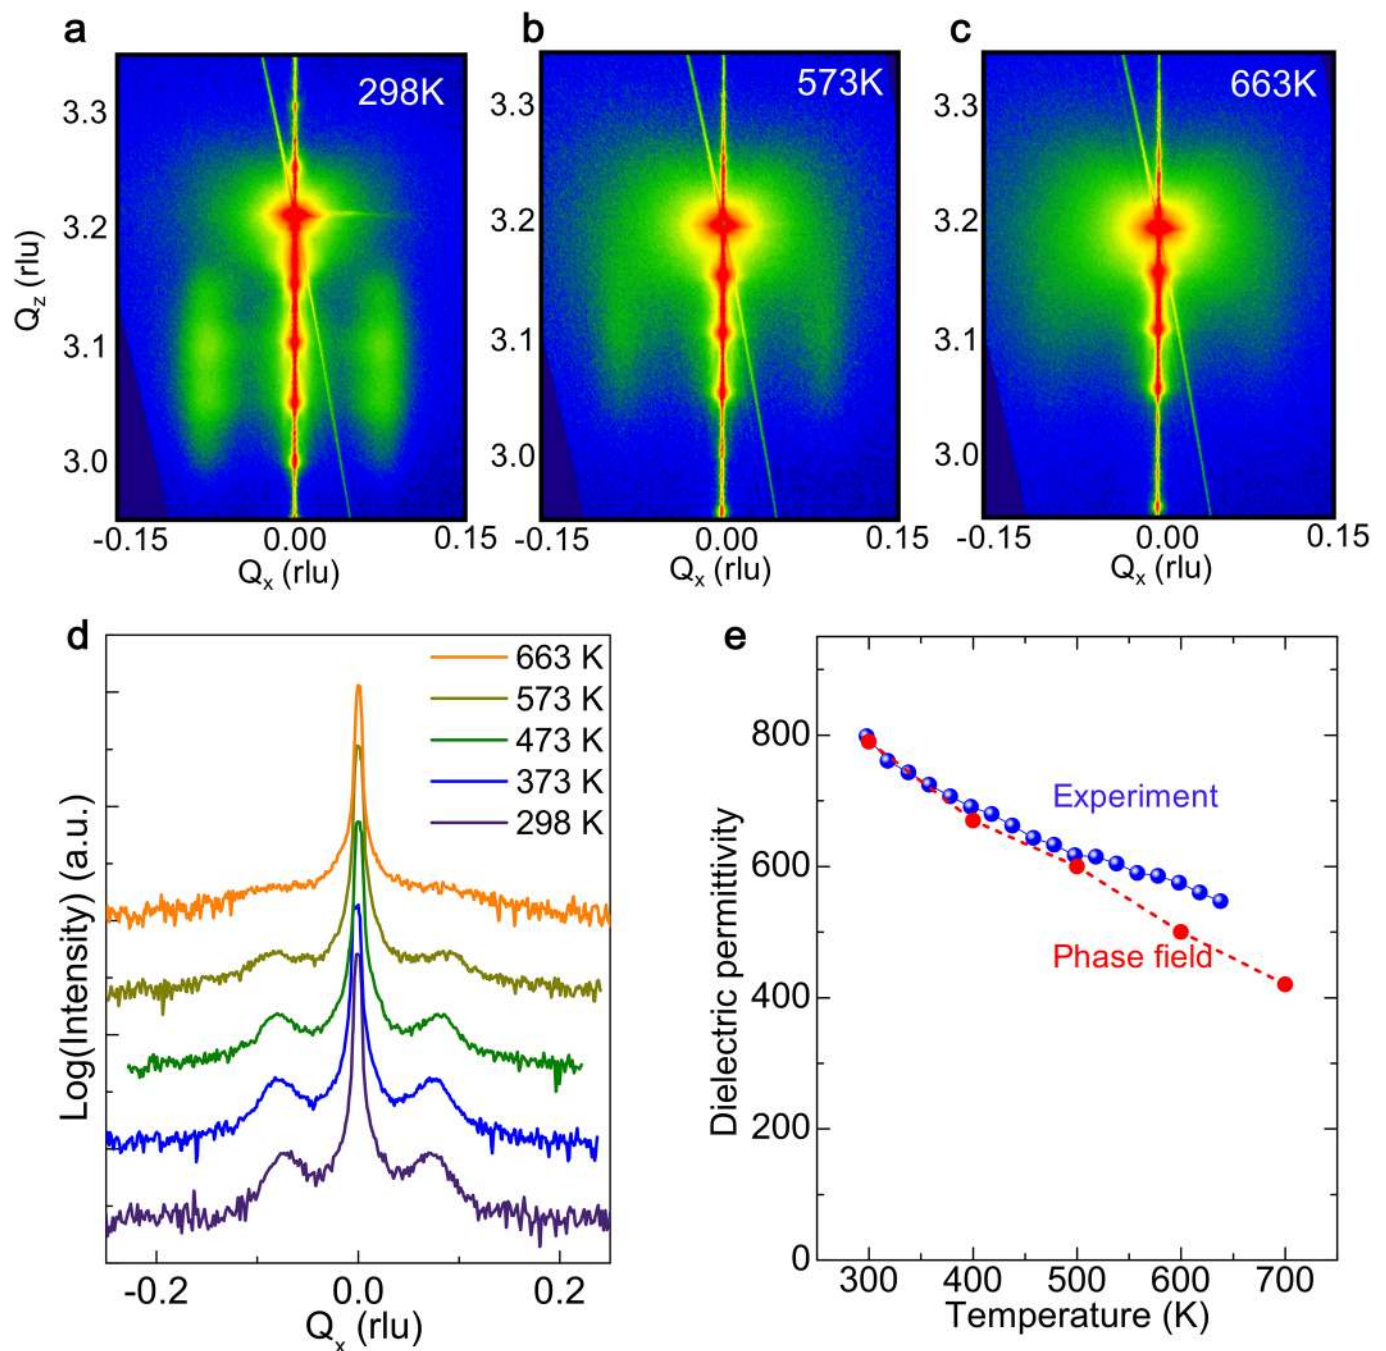 a
298K
3.3
3.2
3.1
3.0
Q_z (rlu)
-0.15
0.00
0.15
Q_x (rlu)
b
573K
3.3
3.2
3.1
3.0
-0.15
0.00
0.15
Q_x (rlu)
c
663K
3.3
3.2
3.1
3.0
-0.15
0.00
0.15
Q_x (rlu)
d
663 K
573 K
473 K
373 K
298 K
Log(Intensity) (a.u.)
-0.2
0.0
0.2
Q_x (rlu)
e
800
600
400
200
0
Dielectric permittivity
Experiment
Phase field
300
400
500
600
700
Temperature (K)